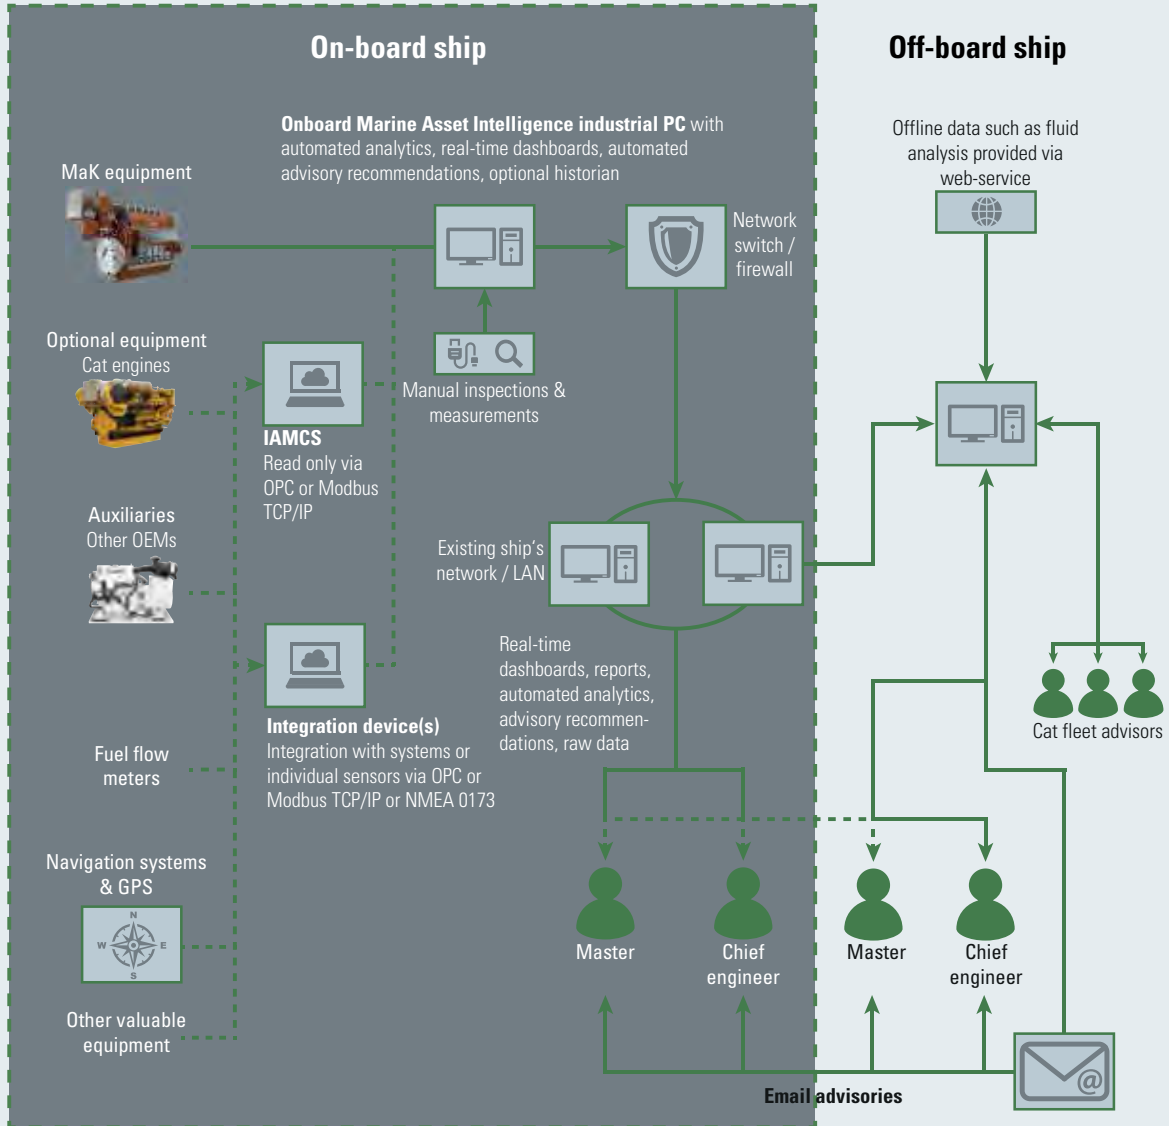 On-board ship
Off-board ship
Onboard Marine Asset Intelligence industrial PC with
automated analytics, real-time dashboards, automated
advisory recommendations, optional historian
Offline data such as fluid
analysis provided via
web-service
MaK equipment
Network
switch /
firewall
Optional equipment
Cat engines
Manual inspections &
measurements
IAMCS
Read only via
OPC or Modbus
TCP/IP
Auxiliaries
Other OEMs
Existing ship's
network / LAN
Real-time
dashboards, reports,
automated analytics,
advisory recommen-
dations, raw data
Integration device(s)
Integration with systems or
individual sensors via OPC or
Modbus TCP/IP or NMEA 0173
Cat fleet advisors
Fuel flow
meters
Navigation systems
& GPS
N
W
E
S
Master
Chief
engineer
Master
Chief
engineer
Other valuable
equipment
@
Email advisories